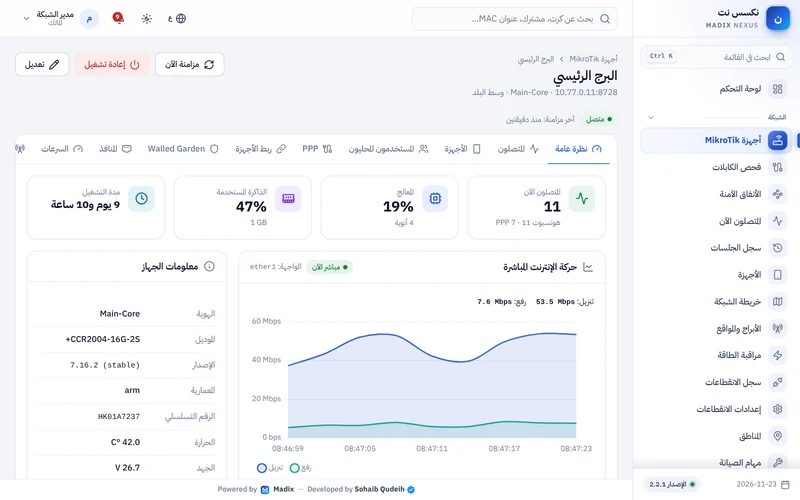 نكسس نت
MADIX NEXUS
ابحث في القائمة
Ctrl K
لوحة التحكم
الشبكة
أجهزة MikroTik
فحص الكابلات
الأنفاق الآمنة
المتصلون الآن
سجل الجلسات
الأجهزة
خريطة الشبكة
الأبراج والمواقع
مراقبة الطاقة
سجل الانقطاعات
إعدادات الانقطاعات
المناطق
مهام الصيانة
2026-11-23
الإصدار 2.2.1
بحث عن كرت، مشترك، عنوان MAC...
ع
9
م
مدير الشبكة
المالك
أجهزة MikroTik
البرج الرئيسي
البرج الرئيسي
Main-Core · 10.77.0.11:8728 · وسط البلد
متصل
آخر مزامنة: منذ دقيقتين
مزامنة الآن
إعادة تشغيل
تعديل
نظرة عامة
المتصلون
الأجهزة
المستخدمون المحليون
PPP
ربط الأجهزة
Walled Garden
المنافذ
السرعات
المتصلون الآن
11
هوتسبوت 11 · PPP 7
المعالج
19%
4 أنوية
الذاكرة المستخدمة
47%
1 GB
مدة التشغيل
9 يوم و10 ساعة
حركة الإنترنت المباشرة
مباشر الآن
الواجهة: ether1
تنزيل: 53.5 Mbps
رفع: 7.6 Mbps
60 Mbps
40 Mbps
20 Mbps
0 bps
08:46:59
08:47:05
08:47:11
08:47:17
08:47:23
رفع
تنزيل
معلومات الجهاز
الهوية
Main-Core
الموديل
CCR2004-16G-2S+
الإصدار
7.16.2 (stable)
المعمارية
arm
الرقم التسلسلي
HK01A7237
الحرارة
42.0 °C
الجهد
26.7 V
Powered by Madix – Developed by Sohaib Qudeih